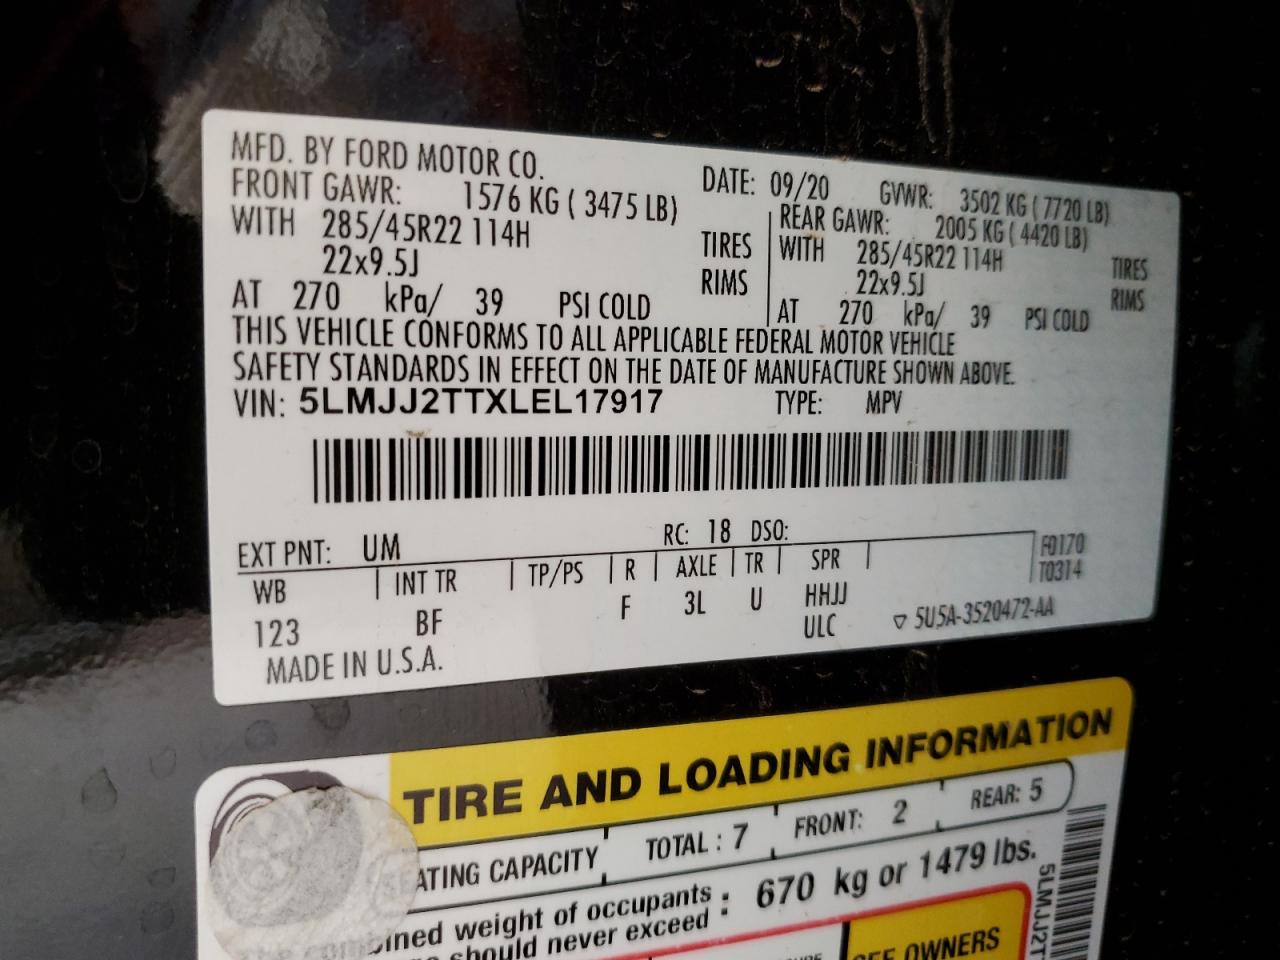 MFD. BY FORD MOTOR CO.
DATE: 09/20 GVWR: 3502 KG ( 7720 LB)
FRONT GAWR: 1576 KG ( 3475 LB)
WITH 285/45R22 114H TIRES
22x9.5J RIMS
AT 270 kPa/ 39 PSI COLD
REAR GAWR: 2005 KG ( 4420 LB)
WITH 285/45R22 114H TIRES
22x9.5J RIMS
AT 270 kPa/ 39 PSI COLD
THIS VEHICLE CONFORMS TO ALL APPLICABLE FEDERAL MOTOR VEHICLE
SAFETY STANDARDS IN EFFECT ON THE DATE OF MANUFACTURE SHOWN ABOVE.
VIN: 5LMJJ2TTXLEL17917 TYPE: MPV
EXT PNT: UM RC: 18 DSO:
WB INT TR TP/PS R AXLE TR SPR F0170
T0314
123 BF F 3L U HHJJ
ULC ▽ 5U5A-3520472-AA
MADE IN U.S.A.
TIRE AND LOADING INFORMATION
ATING CAPACITY TOTAL : 7 FRONT: 2 REAR: 5
The combined weight of occupants : 670 kg or 1479 lbs.
should never exceed
OWNERS
5LMJJ2T